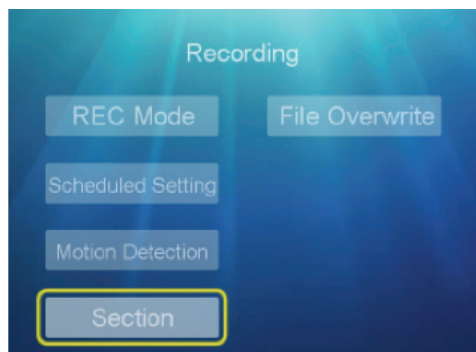 Recording
REC Mode
File Overwrite
Scheduled Setting
Motion Detection
Section